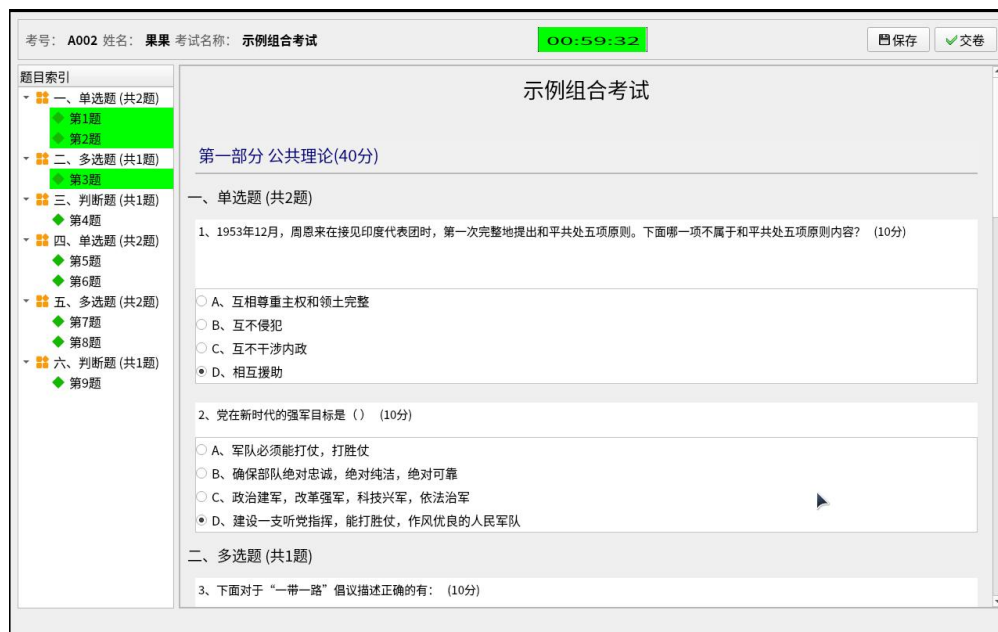 考号： A002 姓名： 果果 考试名称： 示例组合考试
00:59:32
保存
交卷
题目索引
一、单选题 (共2题)
第1题
第2题
二、多选题 (共1题)
第3题
三、判断题 (共1题)
第4题
四、单选题 (共2题)
第5题
第6题
五、多选题 (共2题)
第7题
第8题
六、判断题 (共1题)
第9题
示例组合考试
第一部分 公共理论(40分)
一、单选题 (共2题)
1、1953年12月，周恩来在接见印度代表团时，第一次完整地提出和平共处五项原则。下面哪一项不属于和平共处五项原则内容？ (10分)
A、互相尊重主权和领土完整
B、互不侵犯
C、互不干涉内政
D、相互援助
2、党在新时代的强军目标是（ ） (10分)
A、军队必须能打仗，打胜仗
B、确保部队绝对忠诚，绝对纯洁，绝对可靠
C、政治建军，改革强军，科技兴军，依法治军
D、建设一支听党指挥，能打胜仗，作风优良的人民军队
二、多选题 (共1题)
3、下面对于“一带一路”倡议描述正确的有： (10分)